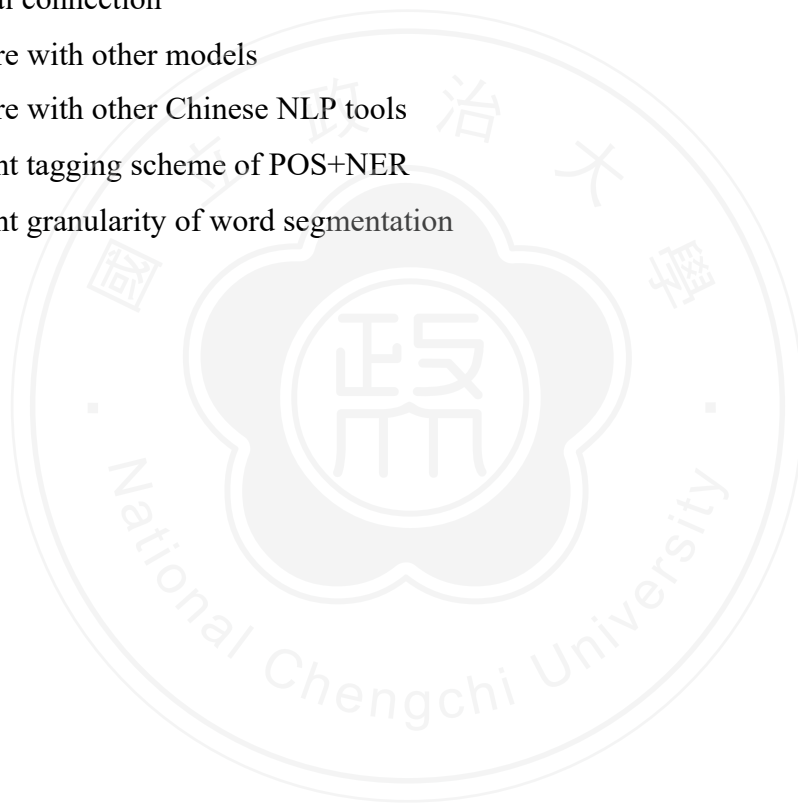 connection
re with other models
re with other Chinese NLP tools
nt tagging scheme of POS+NER
nt granularity of word segmentation
國立政治大學
政
National Chengchi University